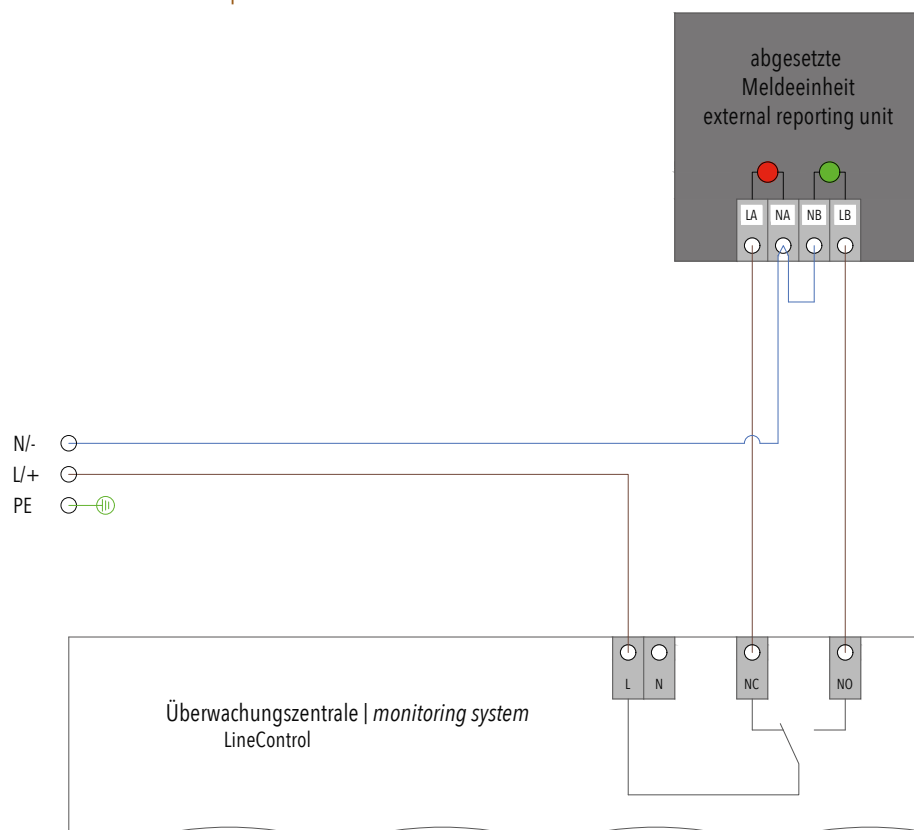 abgesetzte
Meldeeinheit
external reporting unit
LA NA NB LB
N/-
L/+
PE
L N NC NO
Überwachungszentrale | monitoring system
LineControl